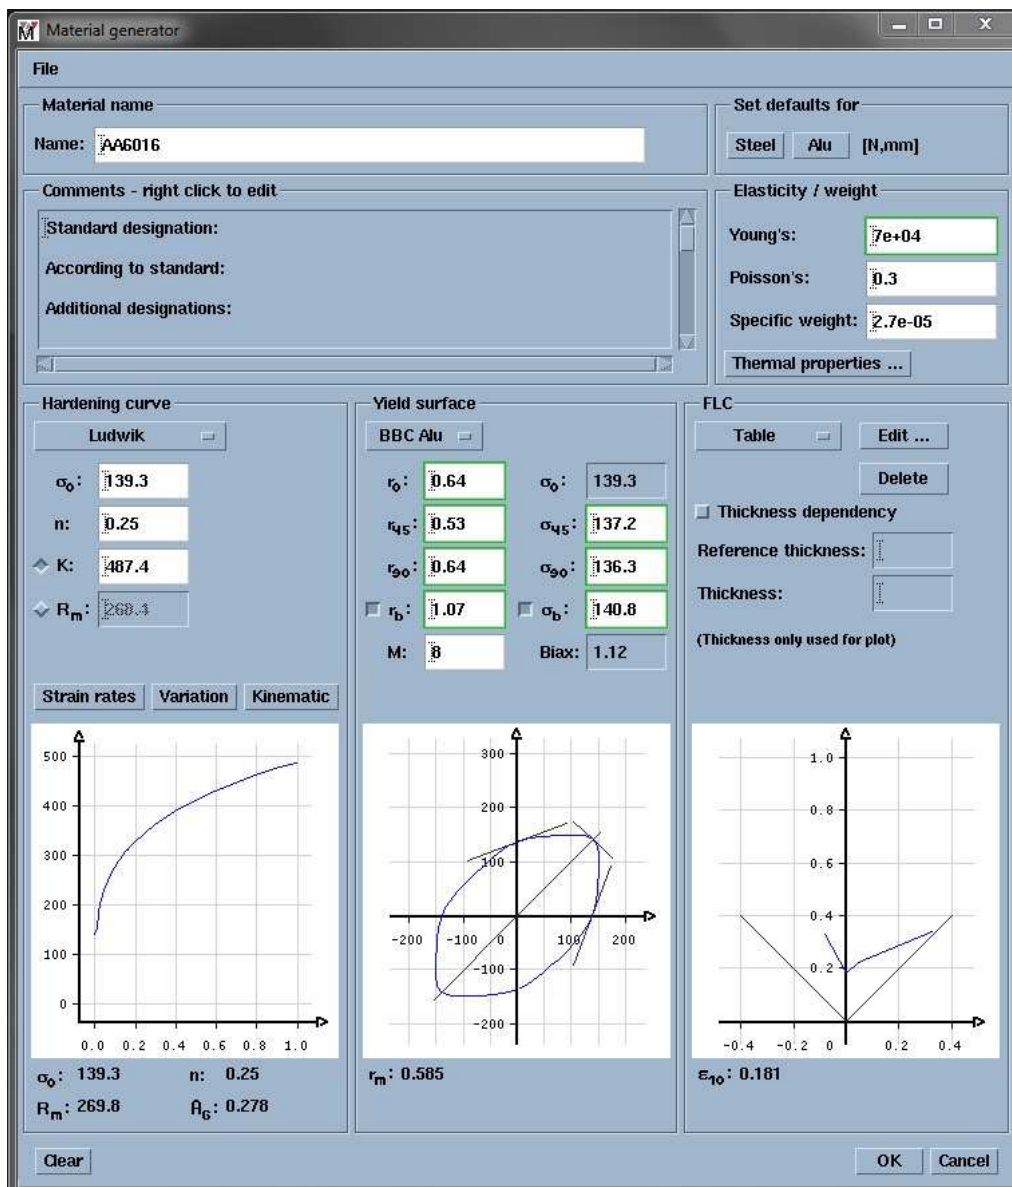 Material generator
File
Material name
Name: AA6016
Set defaults for
Steel Alu [N,mm]
Comments - right click to edit
Standard designation:
According to standard:
Additional designations:
Elasticity / weight
Young's: 7e+04
Poisson's: 0.3
Specific weight: 2.7e-05
Thermal properties ...
Hardening curve
Ludwik
σ₀: 139.3
n: 0.25
K: 487.4
Rₘ: 268.4
Strain rates Variation Kinematic
500
400
300
200
100
0
0.0 0.2 0.4 0.6 0.8 1.0
σ₀: 139.3 n: 0.25
Rₘ: 269.8 A_G: 0.278
Yield surface
BBC Alu
r₀: 0.64 σ₀: 139.3
r₄₅: 0.53 σ₄₅: 137.2
r₉₀: 0.64 σ₉₀: 136.3
r_b: 1.07 σ_b: 140.8
M: 8 Biax: 1.12
300
200
100
-200 -100 0 100 200
-100
-200
rₘ: 0.585
FLC
Table Edit ...
Delete
Thickness dependency
Reference thickness:
Thickness:
(Thickness only used for plot)
1.0
0.8
0.6
0.4
0.2
-0.4 -0.2 0 0.2 0.4
ε₁₀: 0.181
Clear OK Cancel